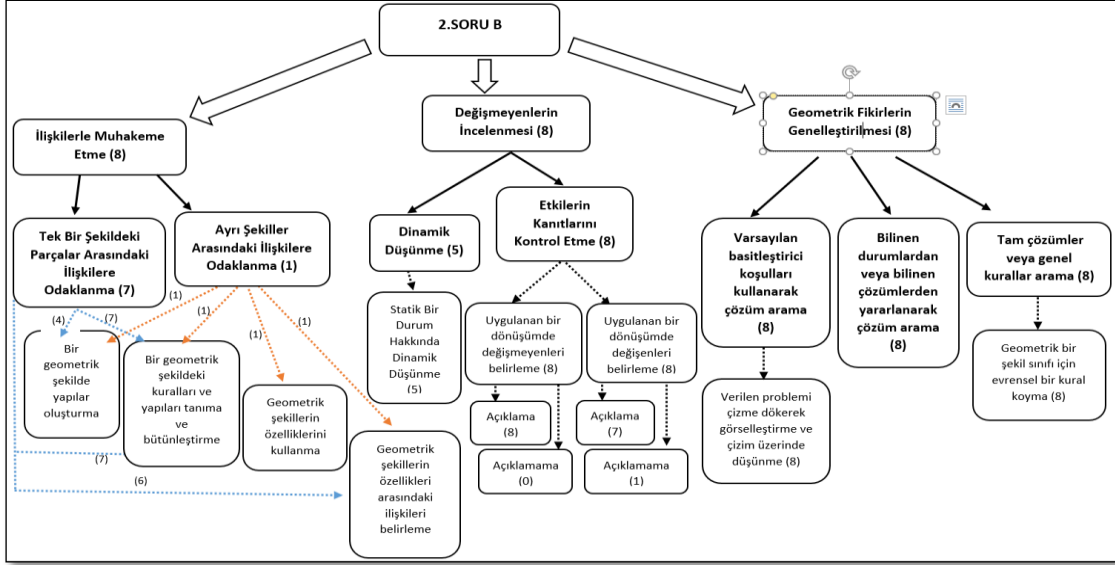 2.SORU B
İlişkilerle Muhakeme
Etme (8)
Değişmeyenlerin
İncelenmesi (8)
Geometrik Fikirlerin
Genelleştirilmesi (8)
Tek Bir Şekildeki
Parçalar Arasındaki
İlişkilere
Odaklanma (7)
Ayrı Şekiller
Arasındaki İlişkilere
Odaklanma (1)
Dinamik
Düşünme (5)
Etkilerin
Kanıtlarını
Kontrol Etme (8)
Varsayılan
basitleştirici
koşulları
kullanarak
çözüm arama
(8)
Bilinen
durumlardan
veya bilinen
çözümlerden
yararlanarak
çözüm arama
(8)
Tam çözümler
veya genel
kurallar arama (8)
(4)
(7)
(1)
(1)
(1)
(1)
Bir
geometrik
şekilde
yapılar
oluşturma
Bir geometrik
şekildeki
kuralları ve
yapıları tanıma
ve
bütünleştirme
Geometrik
şekillerin
özelliklerini
kullanma
Geometrik
şekillerin
özellikleri
arasındaki
ilişkileri
belirleme
(7)
(6)
Statik Bir
Durum
Hakkında
Dinamik
Düşünme
(5)
Uygulanan bir
dönüşümde
değişmeyenleri
belirleme (8)
Uygulanan bir
dönüşümde
değişenleri
belirleme (8)
Açıklama
(8)
Açıklamama
(0)
Açıklama
(7)
Açıklamama
(1)
Verilen problemi
çizme dökerek
görselleştirme ve
çizim üzerinde
düşünme (8)
Geometrik bir
şekil sınıfı için
evrensel bir kural
koyma (8)